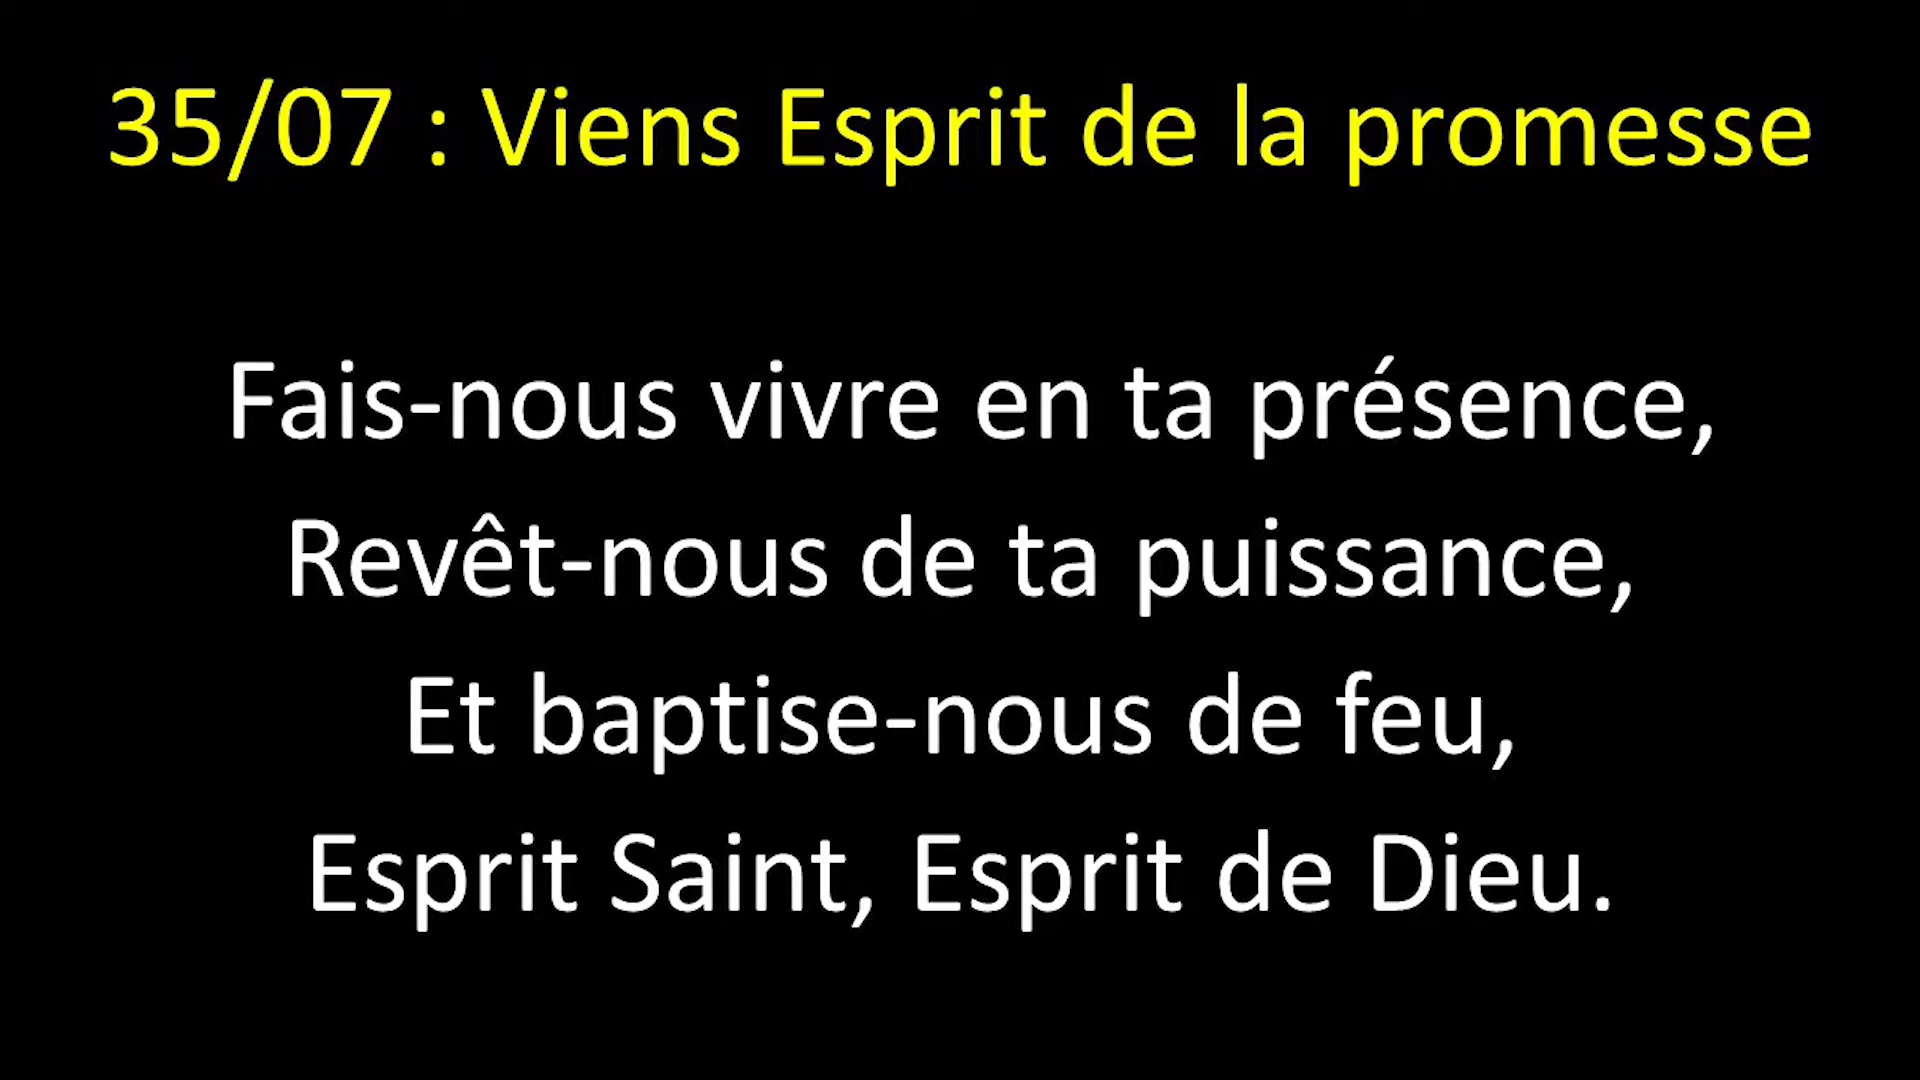 35/07 : Viens Esprit de la promesse
Fais-nous vivre en ta présence,
Revêt-nous de ta puissance,
Et baptise-nous de feu,
Esprit Saint, Esprit de Dieu.